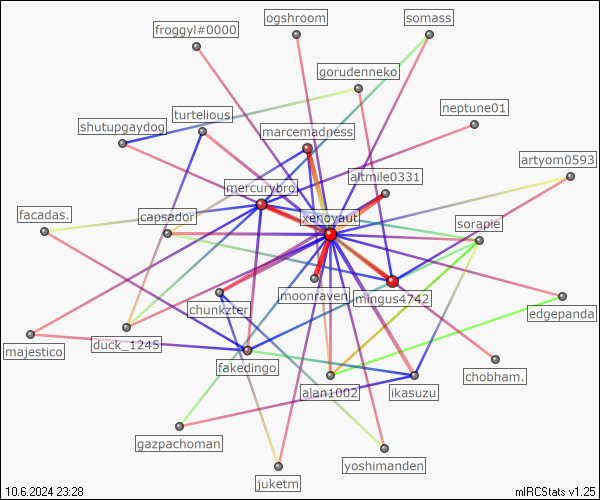 ogshroom
somass
froggyl#0000
gorudenneko
neptune01
turtelious
shutupgaydog
marcemadness
artyom0593
altmile0331
mercurybro
facadas.
capsador
xenoyaut
sorapie
moonraven
mingus4742
chunkzter
edgepanda
majestico
duck_1245
fakedingo
chobham.
alan1002
ikasuzu
gazpachoman
yoshimanden
juketm
10.6.2024 23:28
mIRCStats v1.25